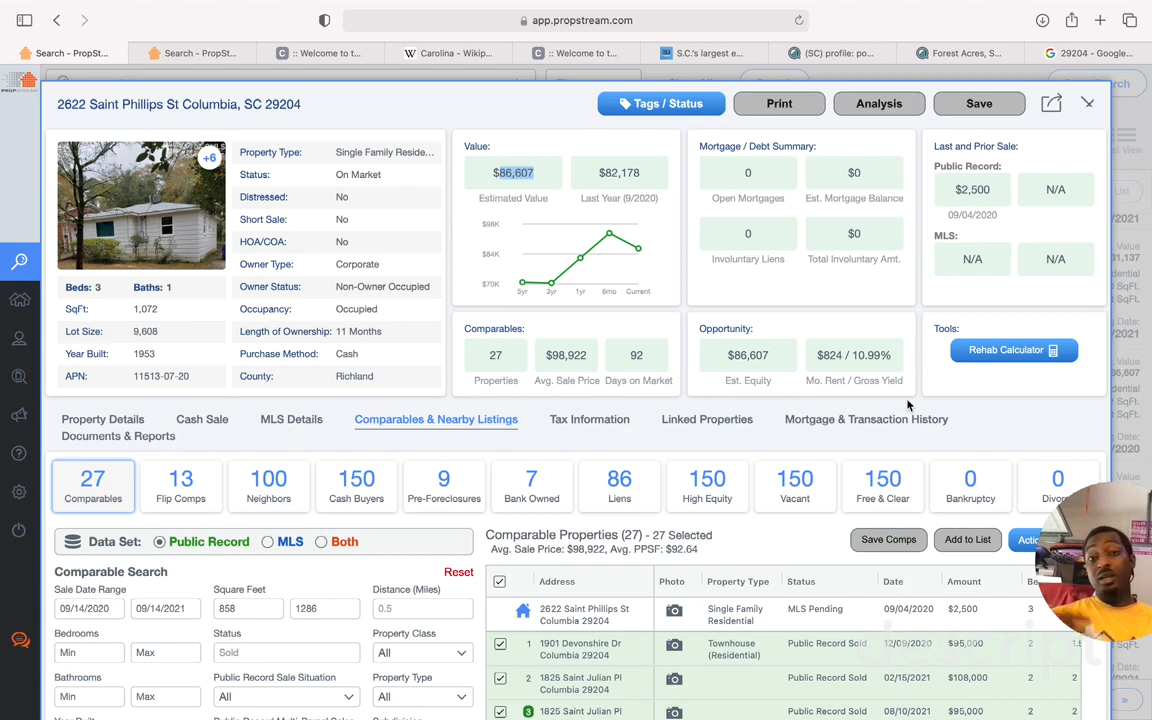 app.propstream.com
Search - PropSt...
Search - PropSt...
:: Welcome to t...
Carolina - Wikip...
:: Welcome to t...
S.C.'s largest e...
(SC) profile: po...
Forest Acres, S...
29204 - Google...
2622 Saint Phillips St Columbia, SC 29204
Tags / Status
Print
Analysis
Save
+6
Property Type: Single Family Reside...
Status: On Market
Distressed: No
Short Sale: No
HOA/COA: No
Owner Type: Corporate
Beds: 3 Baths: 1
Owner Status: Non-Owner Occupied
SqFt: 1,072
Occupancy: Occupied
Lot Size: 9,608
Length of Ownership: 11 Months
Year Built: 1953
Purchase Method: Cash
APN: 11513-07-20
County: Richland
Value:
$86,607 $82,178
Estimated Value Last Year (9/2020)
$98K
$84K
$70K
5yr 3yr 1yr 6mo Current
Mortgage / Debt Summary:
0 $0
Open Mortgages Est. Mortgage Balance
0 $0
Involuntary Liens Total Involuntary Amt.
Last and Prior Sale:
Public Record:
$2,500 N/A
09/04/2020
MLS:
N/A N/A
Comparables:
27 $98,922 92
Properties Avg. Sale Price Days on Market
Opportunity:
$86,607 $824 / 10.99%
Est. Equity Mo. Rent / Gross Yield
Tools:
Rehab Calculator
Property Details
Cash Sale
MLS Details
Comparables & Nearby Listings
Tax Information
Linked Properties
Mortgage & Transaction History
Documents & Reports
27 Comparables
13 Flip Comps
100 Neighbors
150 Cash Buyers
9 Pre-Foreclosures
7 Bank Owned
86 Liens
150 High Equity
150 Vacant
150 Free & Clear
0 Bankruptcy
0 Divor
Data Set: Public Record MLS Both
Comparable Search
Reset
Sale Date Range Square Feet Distance (Miles)
09/14/2020 09/14/2021 858 1286 0.5
Bedrooms Status Property Class
Min Max Sold All
Bathrooms Public Record Sale Situation Property Type
Min Max All All
Comparable Properties (27) - 27 Selected
Avg. Sale Price: $98,922, Avg. PPSF: $92.64
Save Comps
Add to List
Actio
Address Photo Property Type Status Date Amount Be
2622 Saint Phillips St Columbia 29204 Single Family Residential MLS Pending 09/04/2020 $2,500 3
1 1901 Devonshire Dr Columbia 29204 Townhouse (Residential) Public Record Sold 12/09/2020 $95,000 2 1.5
2 1825 Saint Julian Pl Columbia 29204 Public Record Sold 02/15/2021 $108,000 2 2
3 1825 Saint Julian Pl Public Record Sold 08/10/2021 $95,000 2 2
descript